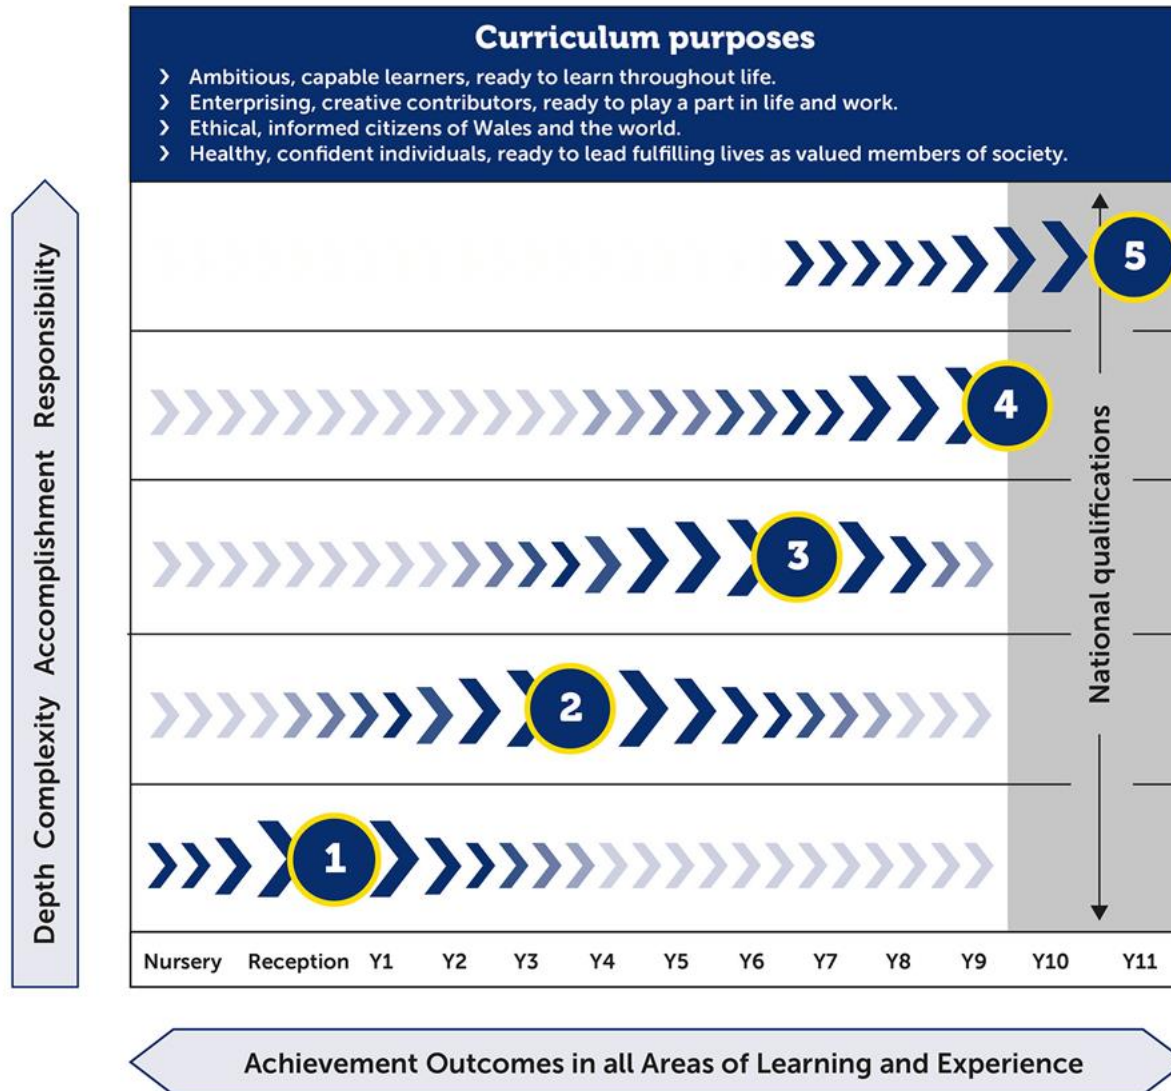 Curriculum purposes
› Ambitious, capable learners, ready to learn throughout life.
› Enterprising, creative contributors, ready to play a part in life and work.
› Ethical, informed citizens of Wales and the world.
› Healthy, confident individuals, ready to lead fulfilling lives as valued members of society.
Depth Complexity Accomplishment Responsibility
5
4
3
2
1
National qualifications
Nursery Reception Y1 Y2 Y3 Y4 Y5 Y6 Y7 Y8 Y9 Y10 Y11
Achievement Outcomes in all Areas of Learning and Experience